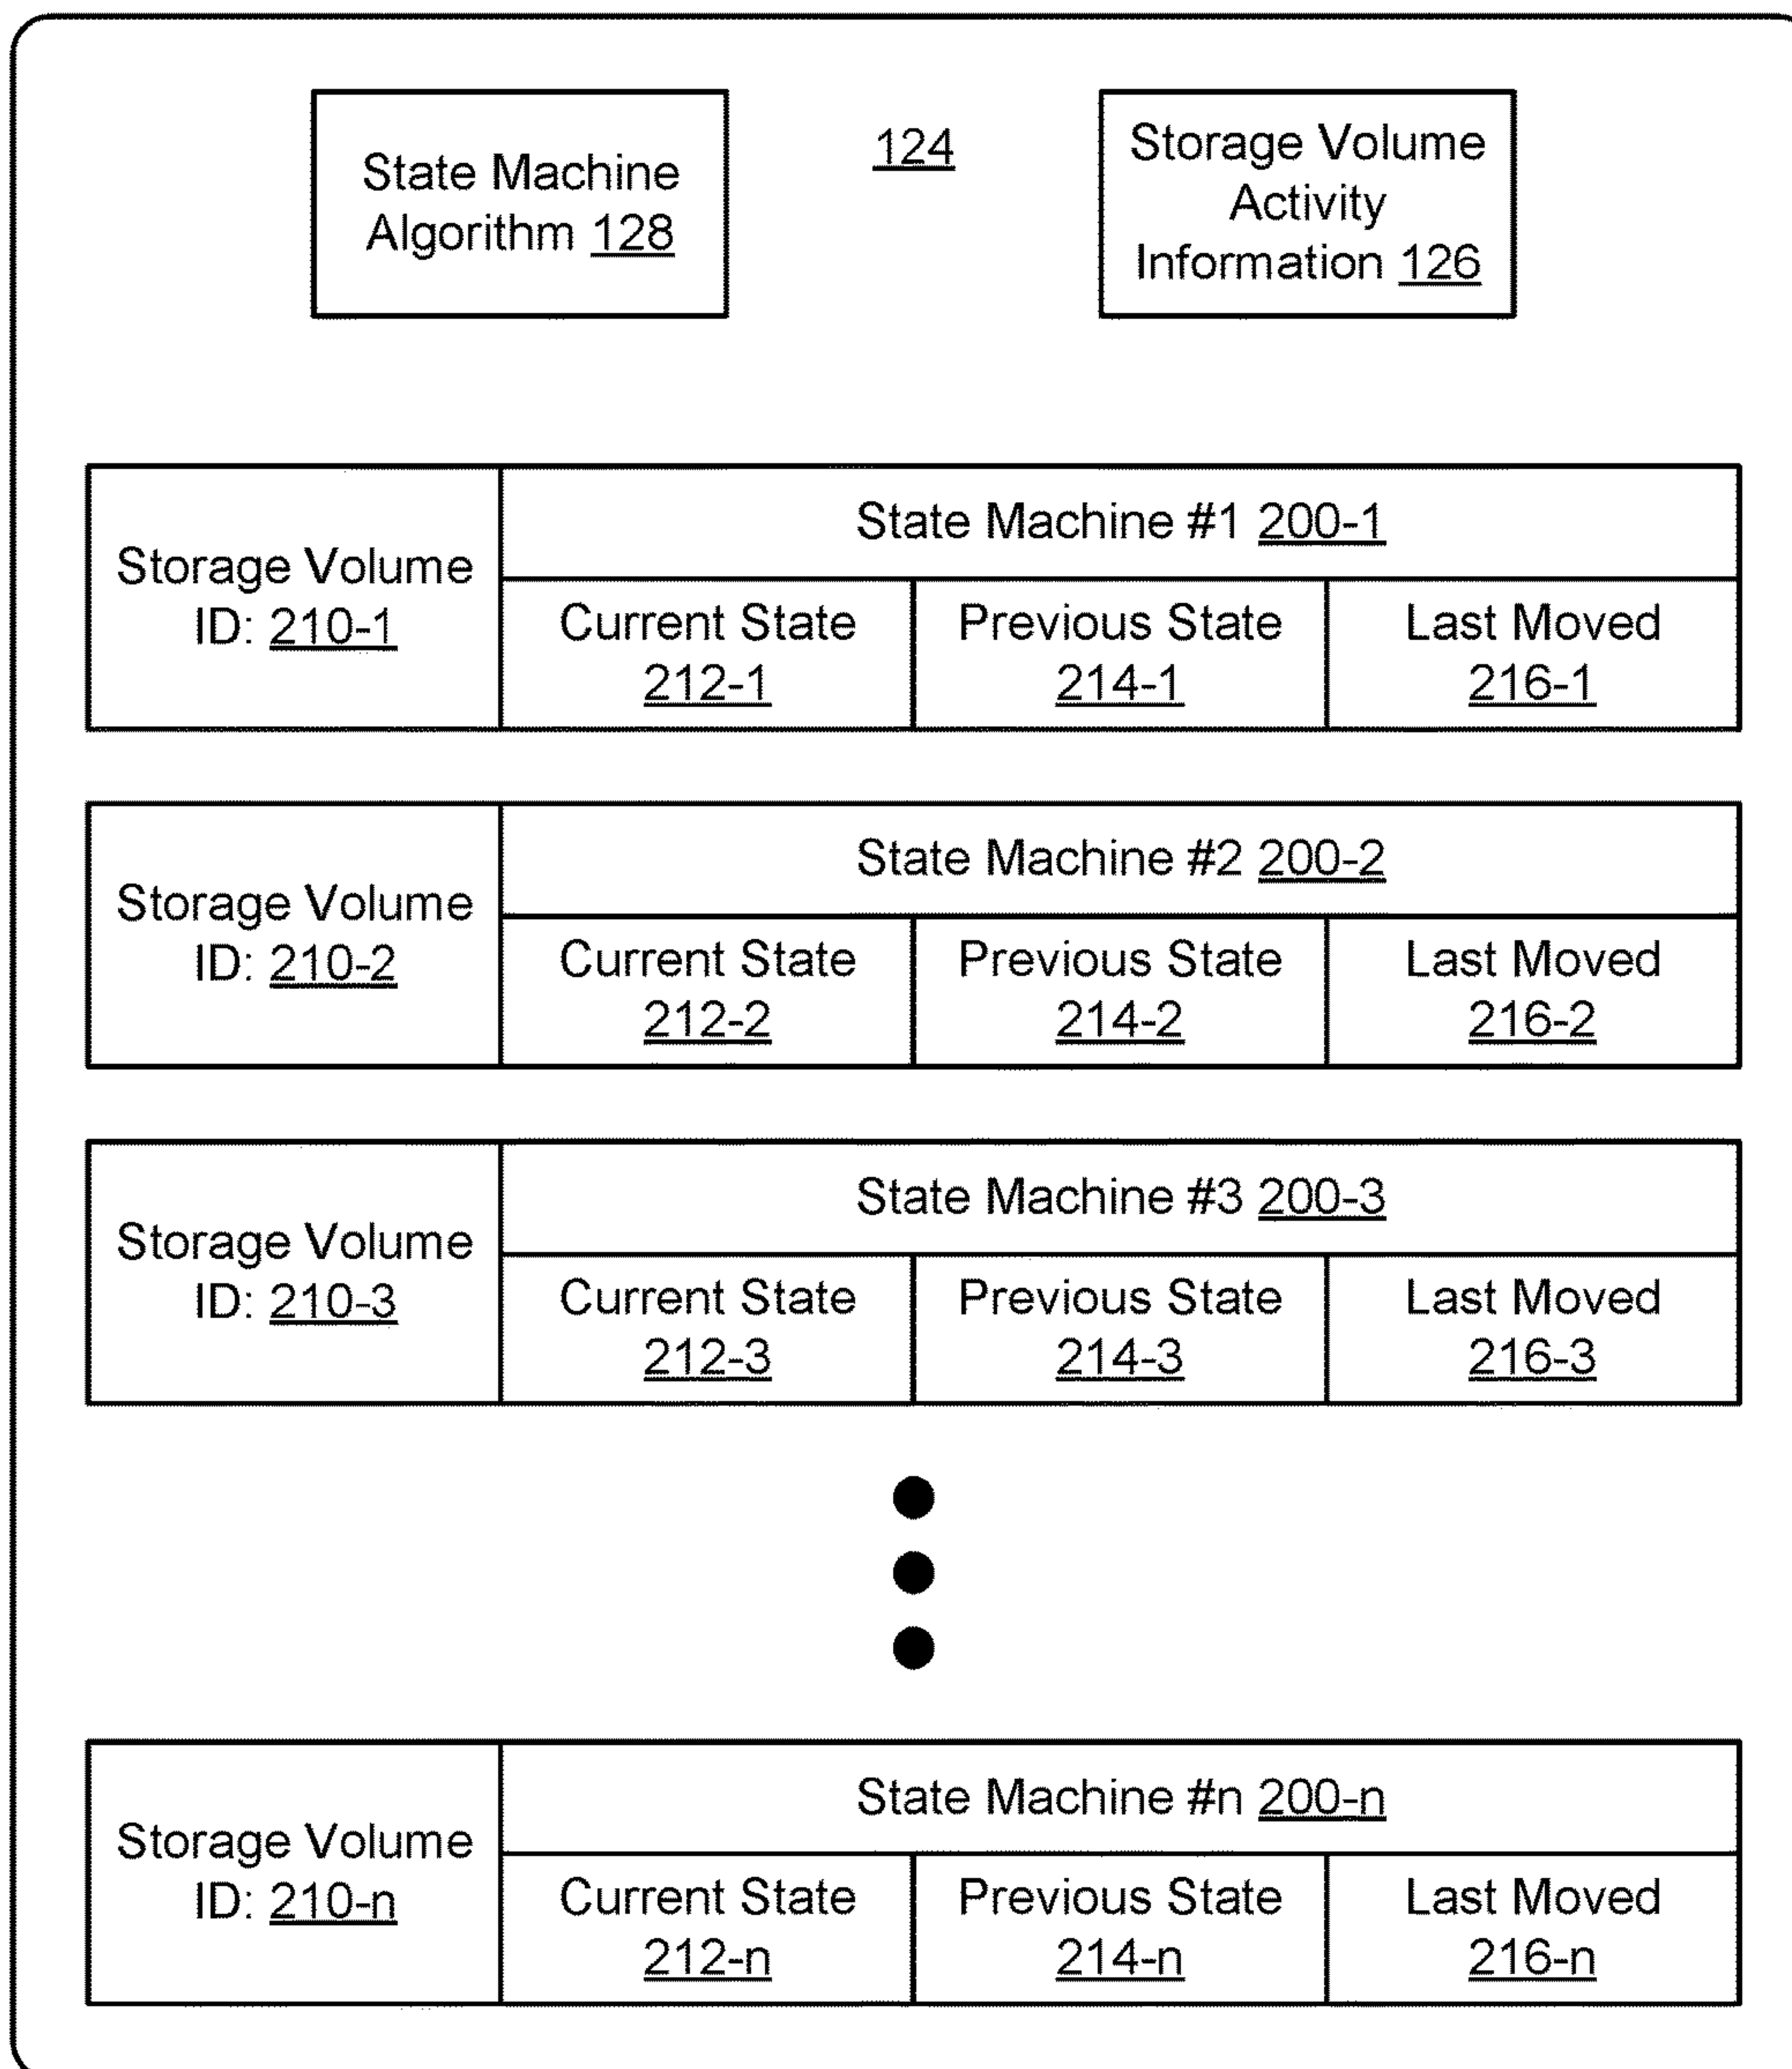 State Machine
Algorithm 128
124
Storage Volume
Activity
Information 126
Storage Volume
ID: 210-1
State Machine #1 200-1
Current State
212-1
Previous State
214-1
Last Moved
216-1
Storage Volume
ID: 210-2
State Machine #2 200-2
Current State
212-2
Previous State
214-2
Last Moved
216-2
Storage Volume
ID: 210-3
State Machine #3 200-3
Current State
212-3
Previous State
214-3
Last Moved
216-3
Storage Volume
ID: 210-n
State Machine #n 200-n
Current State
212-n
Previous State
214-n
Last Moved
216-n